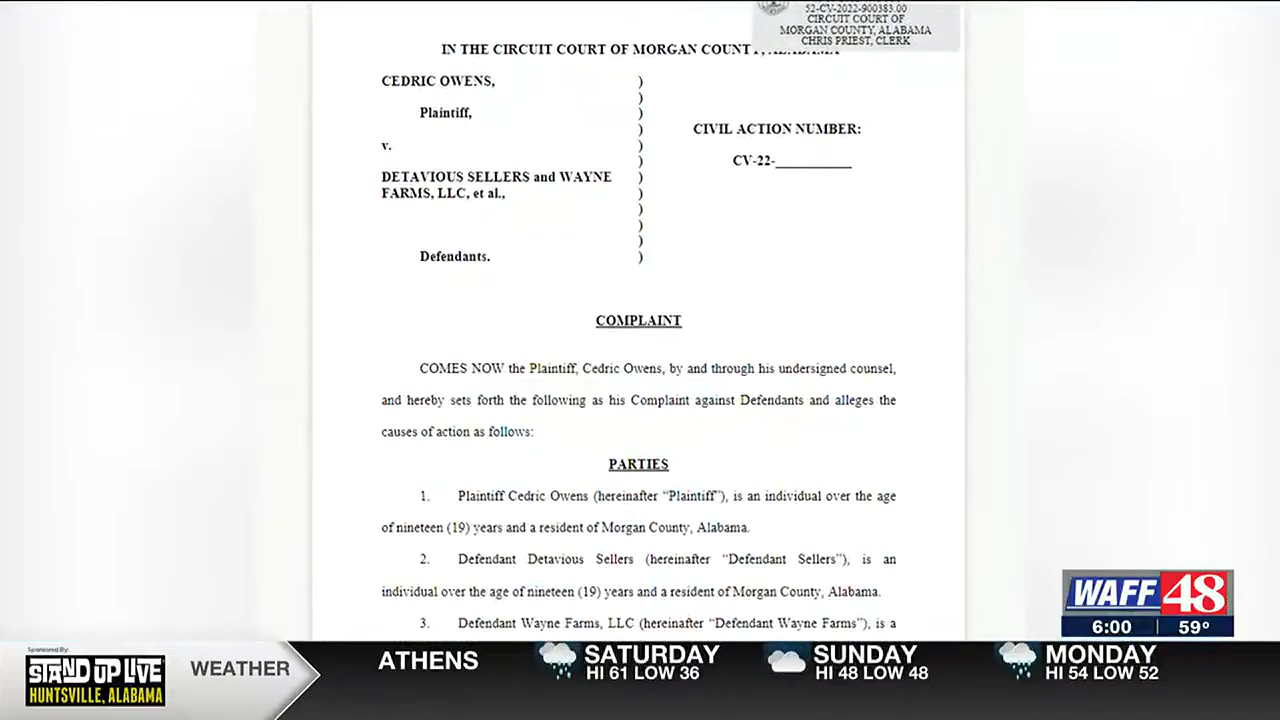 52-CV-2022-900383.00
CIRCUIT COURT OF
MORGAN COUNTY, ALABAMA
CHRIS PRIEST, CLERK
IN THE CIRCUIT COURT OF MORGAN COUNTY, ALABAMA
CEDRIC OWENS,
Plaintiff,
v.
DETAVIOUS SELLERS and WAYNE
FARMS, LLC, et al.,
Defendants.
)
)
)
)
)
)
)
)
)
)
)
)
CIVIL ACTION NUMBER:
CV-22-__________
COMPLAINT
COMES NOW the Plaintiff, Cedric Owens, by and through his undersigned counsel,
and hereby sets forth the following as his Complaint against Defendants and alleges the
causes of action as follows:
PARTIES
1. Plaintiff Cedric Owens (hereinafter “Plaintiff”), is an individual over the age
of nineteen (19) years and a resident of Morgan County, Alabama.
2. Defendant Detavious Sellers (hereinafter “Defendant Sellers”), is an
individual over the age of nineteen (19) years and a resident of Morgan County, Alabama.
3. Defendant Wayne Farms, LLC (hereinafter “Defendant Wayne Farms”), is a
WAFF 48
6:00 | 59°
Sponsored By:
STAND UP LIVE
HUNTSVILLE, ALABAMA
WEATHER
ATHENS
SATURDAY
HI 61 LOW 36
SUNDAY
HI 48 LOW 48
MONDAY
HI 54 LOW 52